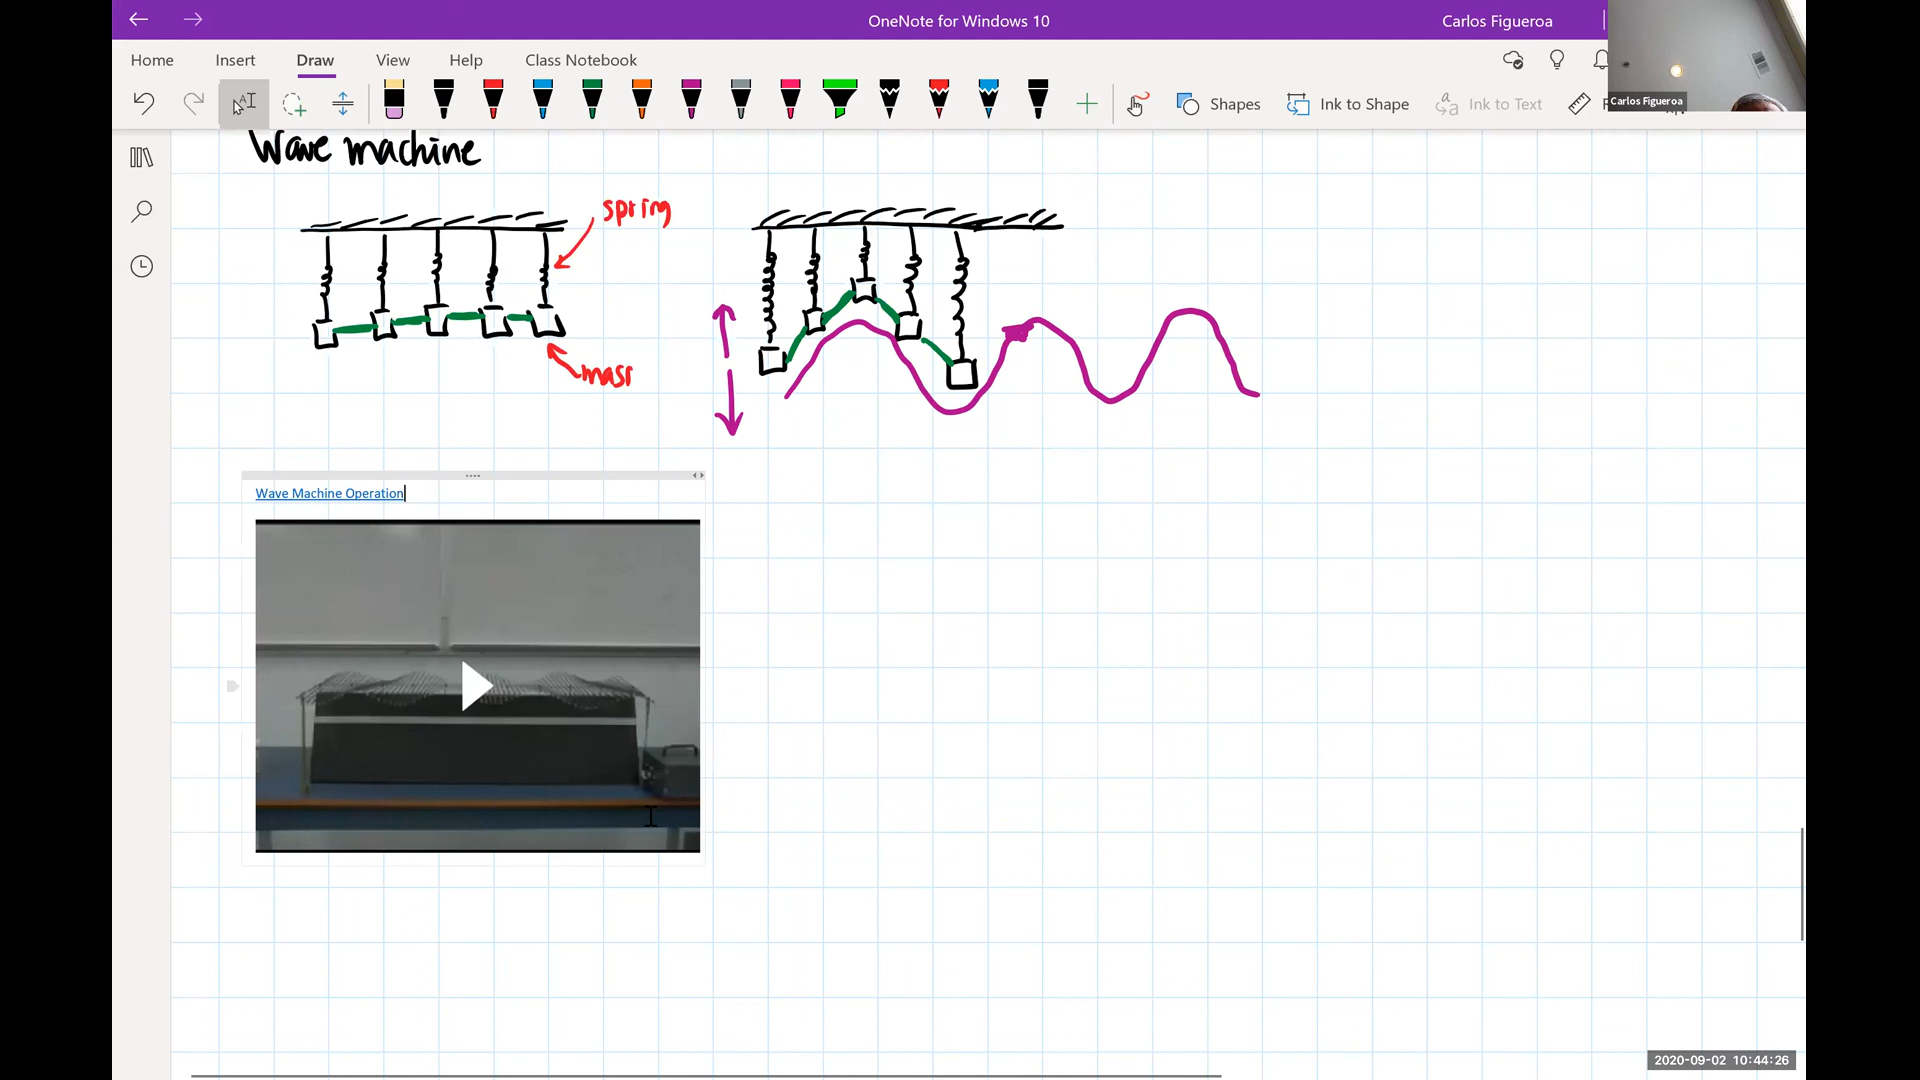 OneNote for Windows 10
Carlos Figueroa
Home Insert Draw View Help Class Notebook
Shapes Ink to Shape Ink to Text
Carlos Figueroa
Wave machine
spring
mass
Wave Machine Operation
2020-09-02 10:44:26